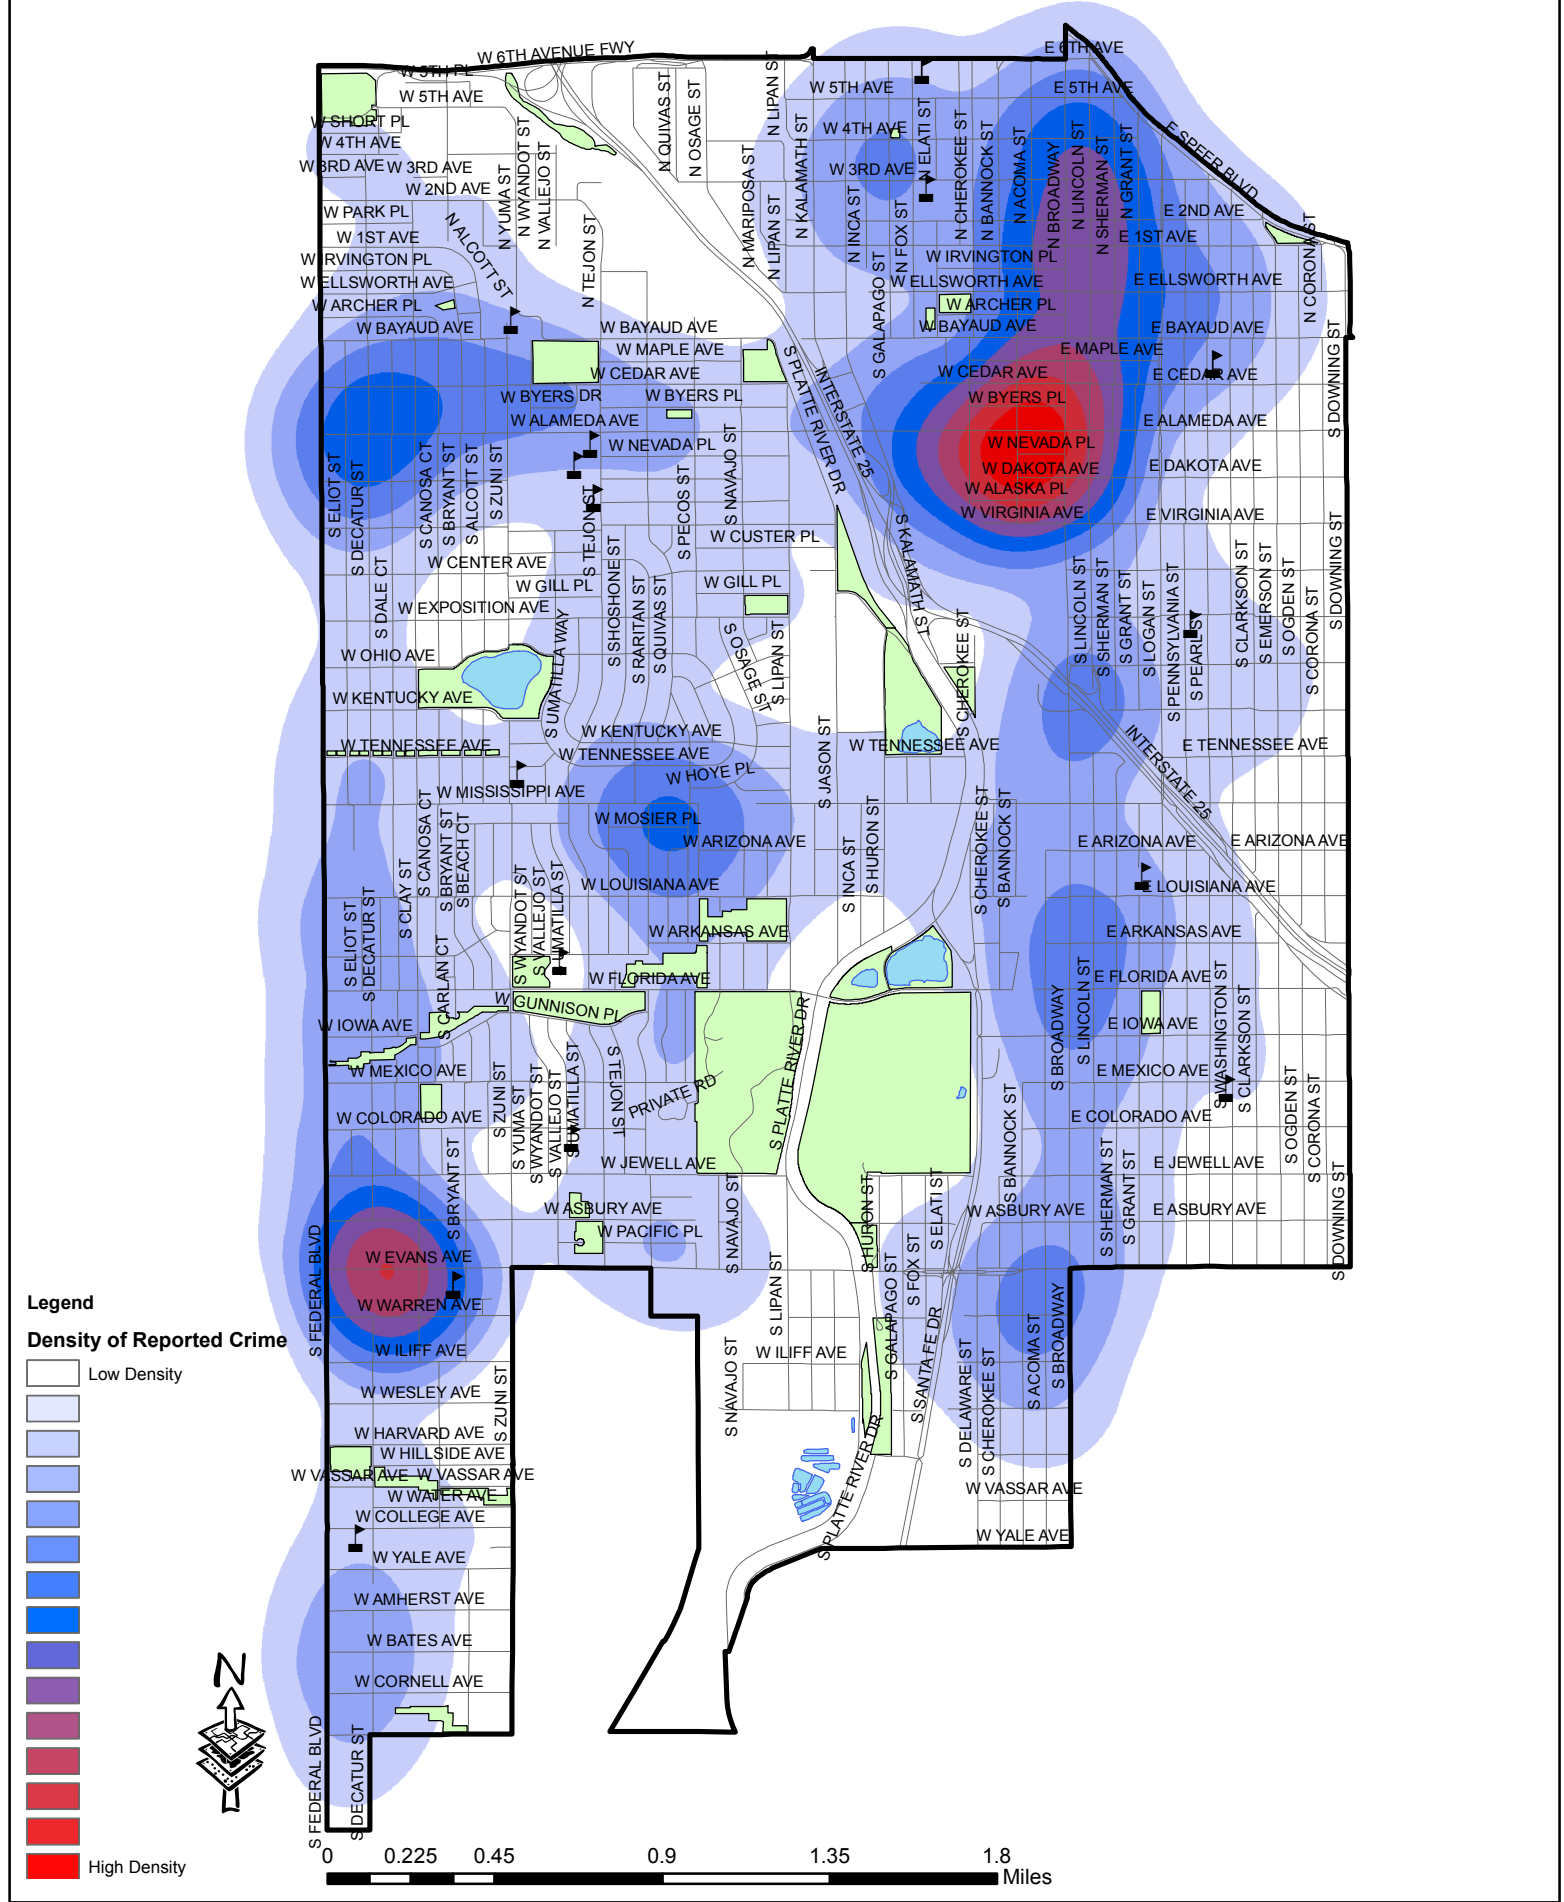 W 6TH AVENUE FWY
E 6TH AVE
W 5TH PL
W 5TH AVE
W 5TH AVE
E 5TH AVE
W SHORT PL
W 4TH AVE
W 4TH AVE
E SPEER BLVD
W 3RD AVE
W 3RD AVE
W 3RD AVE
W 2ND AVE
E 2ND AVE
W PARK PL
W 1ST AVE
E 1ST AVE
W IRVINGTON PL
W IRVINGTON PL
W ELLSWORTH AVE
W ELLSWORTH AVE
E ELLSWORTH AVE
W ARCHER PL
W ARCHER PL
W BAYAUD AVE
W BAYAUD AVE
W BAYAUD AVE
E BAYAUD AVE
N QUIVAS ST
N OSAGE ST
N LIPAN ST
N KALAMATH ST
N MARIPOSA ST
N LIPAN ST
N INCA ST
N FOX ST
N ELATI ST
N CHEROKEE ST
N BANNOCK ST
N ACOMA ST
N BROADWAY
N LINCOLN ST
N SHERMAN ST
N GRANT ST
N CORONA ST
N YUMA ST
N WYANDOT ST
N VALLEJO ST
N ALCOTT ST
N TEJON ST
S GALAPAGO ST
S DOWNING ST
W MAPLE AVE
E MAPLE AVE
W CEDAR AVE
W CEDAR AVE
E CEDAR AVE
W BYERS DR
W BYERS PL
W BYERS PL
W ALAMEDA AVE
E ALAMEDA AVE
W NEVADA PL
W NEVADA PL
W DAKOTA AVE
E DAKOTA AVE
W ALASKA PL
W VIRGINIA AVE
E VIRGINIA AVE
S PLATTE RIVER DR
INTERSTATE 25
S ELIOT ST
S DECATUR ST
S CANOSA CT
S BRYANT ST
S ALCOTT ST
S ZUNI ST
S TEJON ST
S PECOS ST
S NAVAJO ST
W CUSTER PL
W CENTER AVE
W GILL PL
W GILL PL
W EXPOSITION AVE
S DALE CT
S SHOSHONE ST
S RARITAN ST
S QUIVAS ST
S OSAGE ST
S LIPAN ST
S KALAMATH ST
S CHEROKEE ST
S LINCOLN ST
S SHERMAN ST
S GRANT ST
S LOGAN ST
S PENNSYLVANIA ST
S PEARL ST
S CLARKSON ST
S EMERSON ST
S OGDEN ST
S CORONA ST
S DOWNING ST
W OHIO AVE
W KENTUCKY AVE
S UMATILLA WAY
W KENTUCKY AVE
W TENNESSEE AVE
W TENNESSEE AVE
W TENNESSEE AVE
E TENNESSEE AVE
W HOYE PL
W MISSISSIPPI AVE
INTERSTATE 25
W MOSIER PL
W ARIZONA AVE
E ARIZONA AVE
E ARIZONA AVE
W LOUISIANA AVE
E LOUISIANA AVE
S JASON ST
S INCA ST
S HURON ST
S CHEROKEE ST
S BANNOCK ST
S ELIOT ST
S DECATUR ST
S CLAY ST
S CANOSA CT
S BRYANT ST
S BEACH CT
S CARLAN CT
S WYANDOT ST
S VALLEJO ST
W ARKANSAS AVE
E ARKANSAS AVE
W FLORIDA AVE
E FLORIDA AVE
W GUNNISON PL
W IOWA AVE
E IOWA AVE
W MEXICO AVE
E MEXICO AVE
W COLORADO AVE
E COLORADO AVE
PRIVATE RD
S PLATTE RIVER DR
S ZUNI ST
S YUMA ST
S WYANDOT ST
S VALLEJO ST
S UMATILLA ST
S TEJON ST
S BROADWAY
S LINCOLN ST
S WASHINGTON ST
S CLARKSON ST
S OGDEN ST
S CORONA ST
W JEWELL AVE
E JEWELL AVE
W ASBURY AVE
W ASBURY AVE
E ASBURY AVE
W PACIFIC PL
S BRYANT ST
S NAVAJO ST
S HURON ST
S ELATI ST
S BANNOCK ST
S SHERMAN ST
S GRANT ST
S DOWNING ST
W EVANS AVE
W WARREN AVE
W ILIFF AVE
W ILIFF AVE
S FEDERAL BLVD
S LIPAN ST
S NAVAJO ST
S GALAPAGO ST
S FOX ST
S SANTA FE DR
S DELAWARE ST
S CHEROKEE ST
S ACOMA ST
S BROADWAY
W WESLEY AVE
S ZUNI ST
W HARVARD AVE
W HILLSIDE AVE
W VASSAR AVE
W VASSAR AVE
W VASSAR AVE
W WATER AVE
W COLLEGE AVE
W YALE AVE
W YALE AVE
S PLATTE RIVER DR
W AMHERST AVE
W BATES AVE
W CORNELL AVE
S FEDERAL BLVD
S DECATUR ST
Legend
Density of Reported Crime
Low Density
High Density
N
0 0.225 0.45 0.9 1.35 1.8
Miles